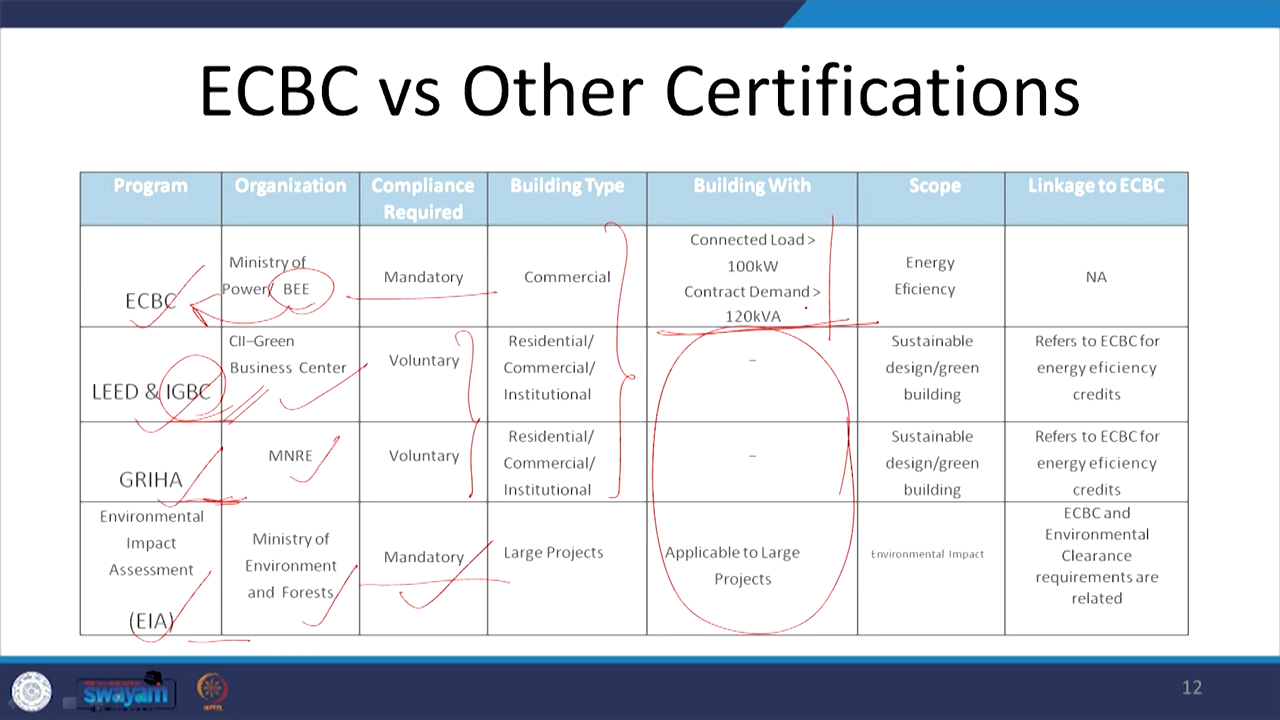 ECBC vs Other Certifications
Program
Organization
Compliance
Required
Building Type
Building With
Scope
Linkage to ECBC
ECBC
Ministry of
Power/ BEE
Mandatory
Commercial
Connected Load >
100kW
Contract Demand >
120kVA
Energy
Eficiency
NA
LEED & IGBC
CII–Green
Business Center
Voluntary
Residential/
Commercial/
Institutional
–
Sustainable
design/green
building
Refers to ECBC for
energy eficiency
credits
GRIHA
MNRE
Voluntary
Residential/
Commercial/
Institutional
–
Sustainable
design/green
building
Refers to ECBC for
energy eficiency
credits
Environmental
Impact
Assessment
(EIA)
Ministry of
Environment
and Forests
Mandatory
Large Projects
Applicable to Large
Projects
Environmental Impact
ECBC and
Environmental
Clearance
requirements are
related
swayam
12